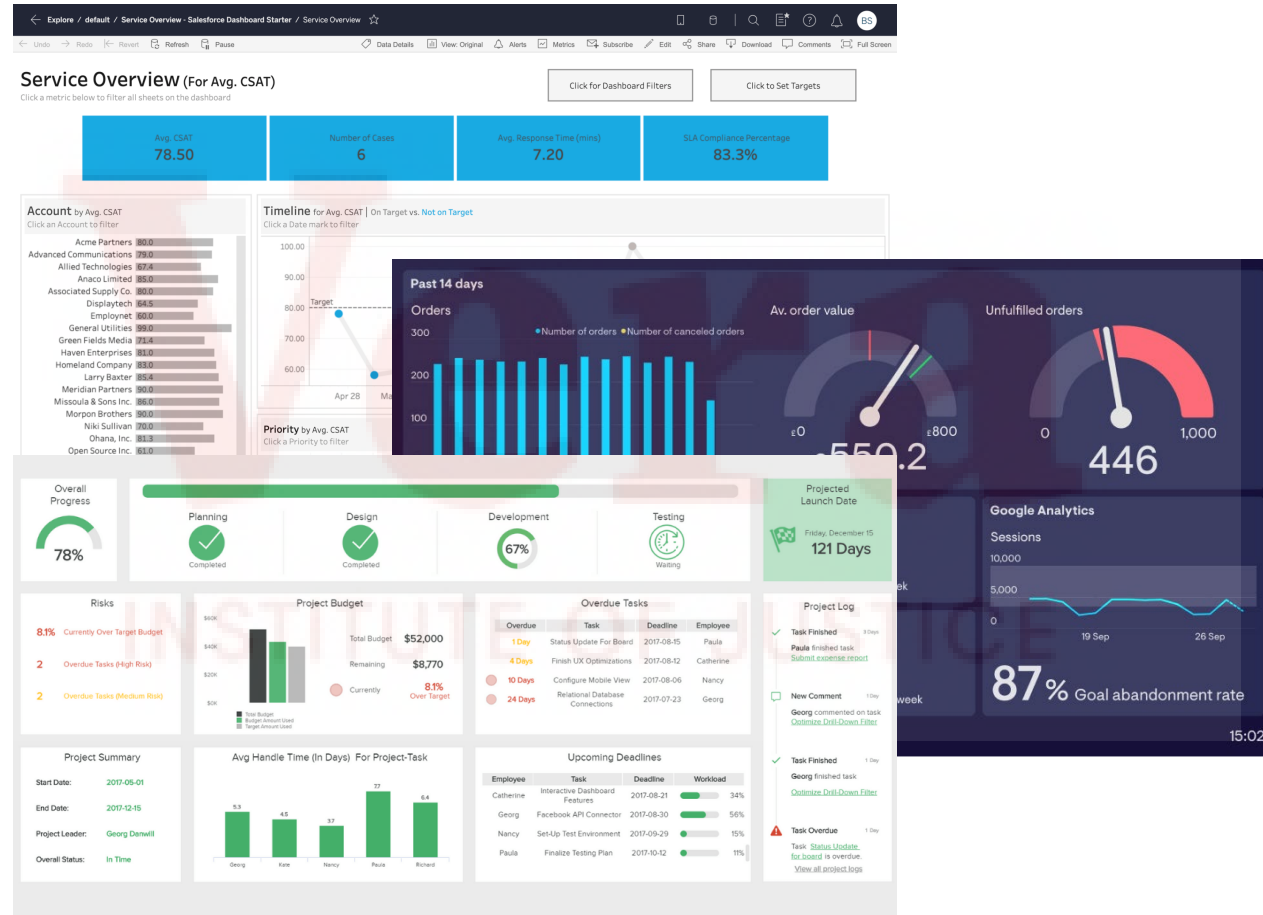 Explore / default / Service Overview - Salesforce Dashboard Starter / Service Overview
BS
Undo Redo Revert Refresh Pause Data Details View: Original Alerts Metrics Subscribe Edit Share Download Comments Full Screen
Service Overview (For Avg. CSAT)
Click a metric below to filter all sheets on the dashboard
Click for Dashboard Filters
Click to Set Targets
Avg. CSAT
78.50
Number of Cases
6
Avg. Response Time (mins)
7.20
SLA Compliance Percentage
83.3%
Account by Avg. CSAT
Click an Account to filter
Acme Partners 80.0
Advanced Communications 79.0
Allied Technologies 67.4
Anaco Limited 85.0
Associated Supply Co. 80.0
Displaytech 64.5
Employnet 60.0
General Utilities 99.0
Green Fields Media 71.4
Haven Enterprises 81.0
Homeland Company 83.0
Larry Baxter 85.4
Meridian Partners 90.0
Missoula & Sons Inc. 86.0
Morpon Brothers 90.0
Niki Sullivan 70.0
Ohana, Inc. 81.3
Open Source Inc. 61.0
Timeline for Avg. CSAT | On Target vs. Not on Target
Click a Date mark to filter
100.00
90.00
80.00
70.00
60.00
Target
Apr 28
Priority by Avg. CSAT
Click a Priority to filter
Past 14 days
Orders
300
200
100
Number of orders Number of canceled orders
Av. order value
£0
£800
550.2
Unfulfilled orders
0
1,000
446
Google Analytics
Sessions
10,000
5,000
0
19 Sep
26 Sep
87% Goal abandonment rate
week
15:02
Overall
Progress
78%
Planning
Completed
Design
Completed
Development
67%
Testing
Waiting
Projected
Launch Date
Friday, December 15
121 Days
Risks
8.1% Currently Over Target Budget
2 Overdue Tasks (High Risk)
2 Overdue Tasks (Medium Risk)
Project Budget
$60K
$40K
$20K
$0K
Total Budget
Budget Amount Used
Target Amount Used
Total Budget $52,000
Remaining $8,770
Currently 8.1%
Over Target
Overdue Tasks
Overdue Task Deadline Employee
1 Day Status Update For Board 2017-08-15 Paula
4 Days Finish UX Optimizations 2017-08-12 Catherine
10 Days Configure Mobile View 2017-08-06 Nancy
24 Days Relational Database Connections 2017-07-23 Georg
Project Log
Task Finished 3 Days
Paula finished task
Submit expense report
New Comment 1 Day
Georg commented on task
Optimize Drill-Down Filter
Task Finished 1 Day
Georg finished task
Optimize Drill-Down Filter
Task Overdue 1 Day
Task Status Update
for board is overdue.
View all project logs
Project Summary
Start Date: 2017-05-01
End Date: 2017-12-15
Project Leader: Georg Danwill
Overall Status: In Time
Avg Handle Time (In Days) For Project-Task
5.3
4.5
3.7
7.7
6.4
Georg Kate Nancy Paula Richard
Upcoming Deadlines
Employee Task Deadline Workload
Catherine Interactive Dashboard Features 2017-08-21 34%
Georg Facebook API Connector 2017-08-30 56%
Nancy Set-Up Test Environment 2017-09-29 15%
Paula Finalize Testing Plan 2017-10-12 11%
INSTITUTE OF JUSTICE